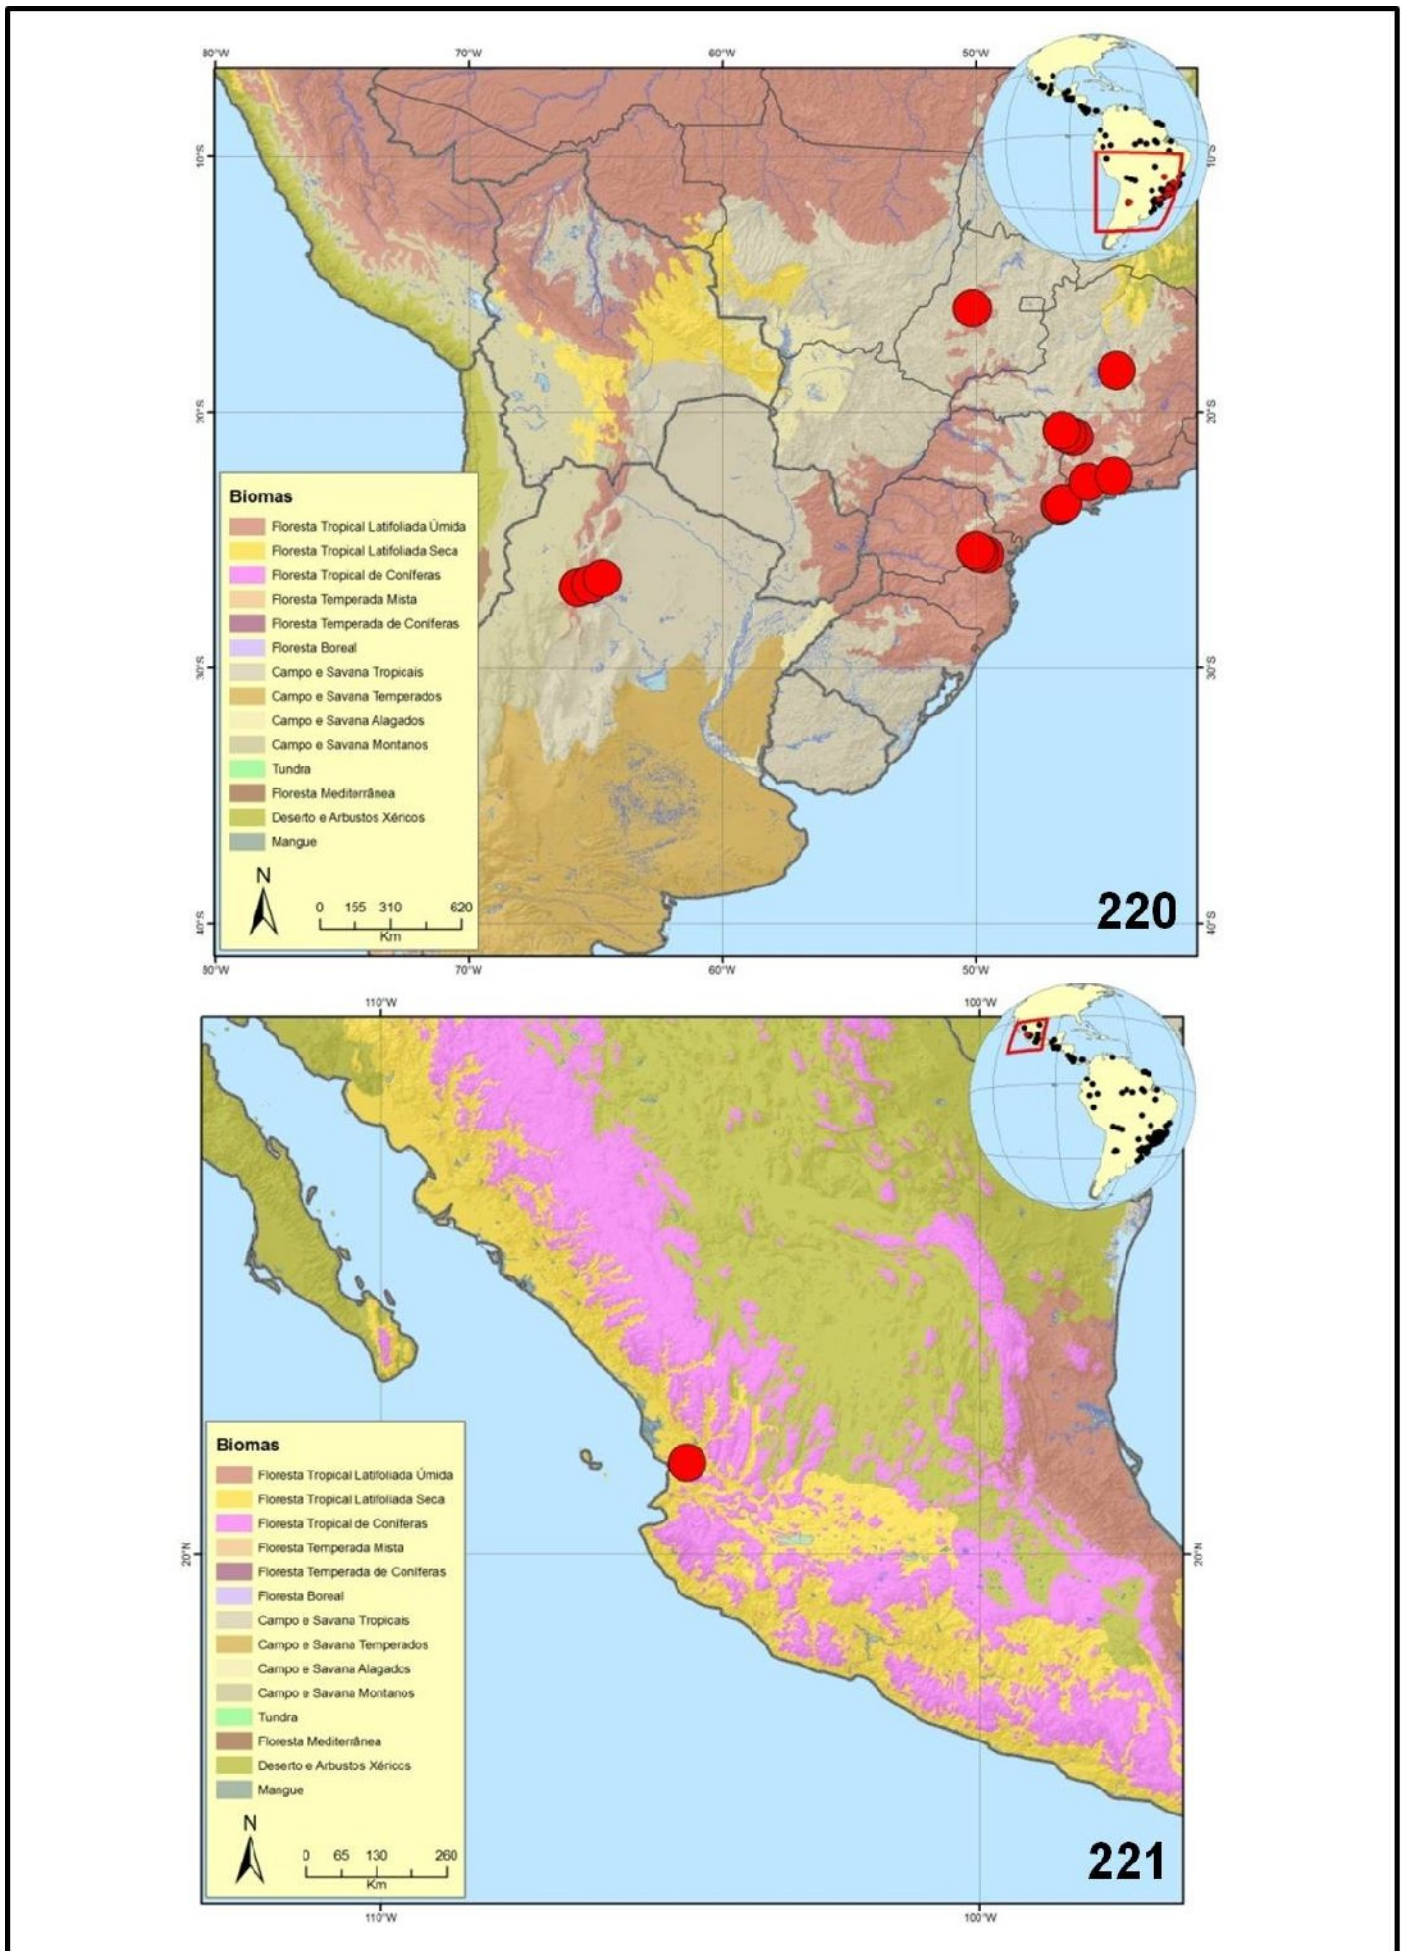 80°W 70°W 60°W 50°W
10°S 10°S
20°S 20°S
Biomas
Floresta Tropical Latifoliada Úmida
Floresta Tropical Latifoliada Seca
Floresta Tropical de Coníferas
Floresta Temperada Mista
Floresta Temperada de Coníferas
Floresta Boreal
Campo e Savana Tropicais
30°S 30°S
Campo e Savana Temperados
Campo e Savana Alagados
Campo e Savana Montanos
Tundra
Floresta Mediterrânea
Deserto e Arbustos Xéricos
Mangue
N
0 155 310 620
Km
220
40°S 40°S
80°W 70°W 60°W 50°W
110°W 100°W
Biomas
Floresta Tropical Latifoliada Úmida
Floresta Tropical Latifoliada Seca
Floresta Tropical de Coníferas
20°N 20°N
Floresta Temperada Mista
Floresta Temperada de Coníferas
Floresta Boreal
Campo e Savana Tropicais
Campo e Savana Temperados
Campo e Savana Alagados
Campo e Savana Montanos
Tundra
Floresta Mediterrânea
Deserto e Arbustos Xéricos
Mangue
N
0 65 130 260
Km
221
110°W 100°W